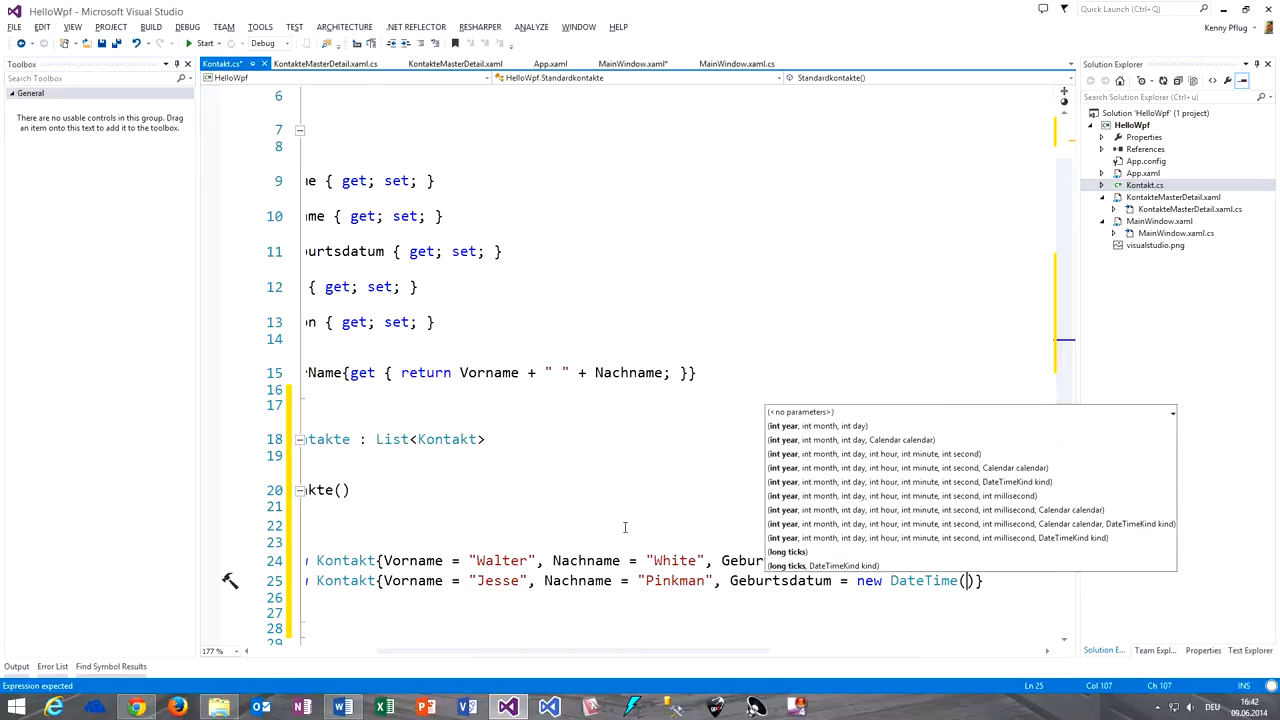 HelloWpf - Microsoft Visual Studio
Quick Launch (Ctrl+Q)
FILE EDIT VIEW PROJECT BUILD DEBUG TEAM TOOLS TEST ARCHITECTURE .NET REFLECTOR RESHARPER ANALYZE WINDOW HELP
Kenny Pflug
Start Debug
Toolbox
Search Toolbox
General
There are no usable controls in this group. Drag
an item onto this text to add it to the toolbox.
Kontakt.cs* KontakteMasterDetail.xaml.cs KontakteMasterDetail.xaml App.xaml MainWindow.xaml* MainWindow.xaml.cs
HelloWpf HelloWpf.Standardkontakte Standardkontakte()
6
7
8
9 ne { get; set; }
10 me { get; set; }
11 urtsdatum { get; set; }
12 { get; set; }
13 on { get; set; }
14
15 Name{get { return Vorname + " " + Nachname; }}
16
17
18 takte : List<Kontakt>
19
20 kte()
21
22
23
24 Kontakt{Vorname = "Walter", Nachname = "White", Gebu
25 Kontakt{Vorname = "Jesse", Nachname = "Pinkman", Geburtsdatum = new DateTime()}
26
27
28
29
(<no parameters>)
(int year, int month, int day)
(int year, int month, int day, Calendar calendar)
(int year, int month, int day, int hour, int minute, int second)
(int year, int month, int day, int hour, int minute, int second, Calendar calendar)
(int year, int month, int day, int hour, int minute, int second, DateTimeKind kind)
(int year, int month, int day, int hour, int minute, int second, int millisecond)
(int year, int month, int day, int hour, int minute, int second, int millisecond, Calendar calendar)
(int year, int month, int day, int hour, int minute, int second, int millisecond, Calendar calendar, DateTimeKind kind)
(int year, int month, int day, int hour, int minute, int second, int millisecond, DateTimeKind kind)
(long ticks)
(long ticks, DateTimeKind kind)
177 %
Solution Explorer
Search Solution Explorer (Ctrl+ü)
Solution 'HelloWpf' (1 project)
HelloWpf
Properties
References
App.config
App.xaml
Kontakt.cs
KontakteMasterDetail.xaml
KontakteMasterDetail.xaml.cs
MainWindow.xaml
MainWindow.xaml.cs
visualstudio.png
Solution E... Team Expl... Properties Test Explorer
Output Error List Find Symbol Results
Expression expected
Ln 25 Col 107 Ch 107 INS
DEU
16:42
09.06.2014